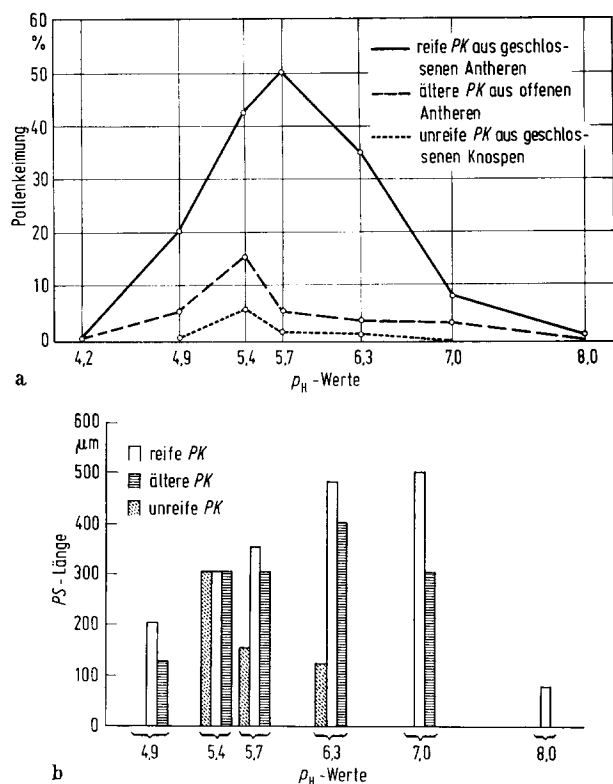 %
60
50
40
30
20
10
0
Pollenkeimung
reife PK aus geschlos-
senen Antheren
ältere PK aus offenen
Antheren
unreife PK aus geschlos-
senen Knospen
4,2 4,9 5,4 5,7 6,3 7,0 8,0
a pH -Werte
600
µm
500
400
300
200
100
0
PS - Länge
reife PK
ältere PK
unreife PK
4,9 5,4 5,7 6,3 7,0 8,0
b pH -Werte